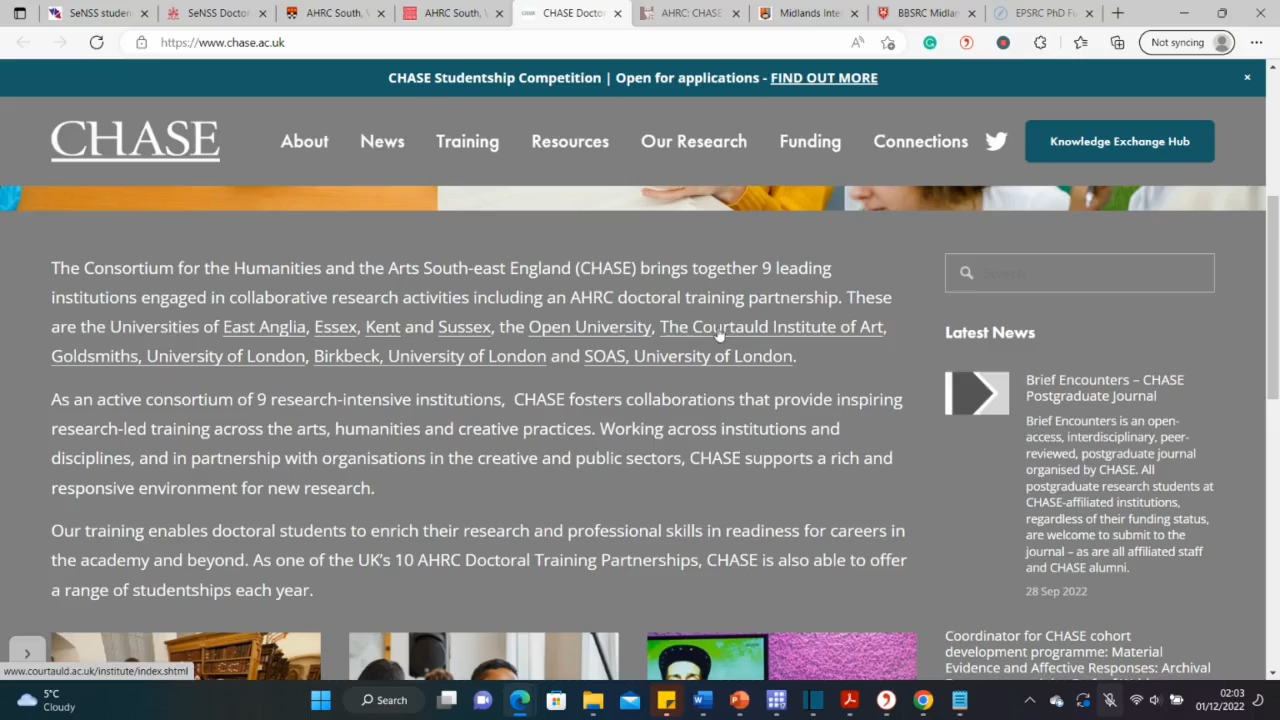 SeNSS studen
SeNSS Doctor
AHRC South, V
AHRC South, V
CHASE Docto
AHRC: CHASE
Midlands Inte
BBSRC Midlan
EPSRC PhD Fu
https://www.chase.ac.uk
Not syncing
CHASE Studentship Competition | Open for applications - FIND OUT MORE
CHASE
About
News
Training
Resources
Our Research
Funding
Connections
Knowledge Exchange Hub
The Consortium for the Humanities and the Arts South-east England (CHASE) brings together 9 leading
institutions engaged in collaborative research activities including an AHRC doctoral training partnership. These
are the Universities of East Anglia, Essex, Kent and Sussex, the Open University, The Courtauld Institute of Art,
Goldsmiths, University of London, Birkbeck, University of London and SOAS, University of London.
As an active consortium of 9 research-intensive institutions, CHASE fosters collaborations that provide inspiring
research-led training across the arts, humanities and creative practices. Working across institutions and
disciplines, and in partnership with organisations in the creative and public sectors, CHASE supports a rich and
responsive environment for new research.
Our training enables doctoral students to enrich their research and professional skills in readiness for careers in
the academy and beyond. As one of the UK's 10 AHRC Doctoral Training Partnerships, CHASE is also able to offer
a range of studentships each year.
Search
Latest News
Brief Encounters – CHASE
Postgraduate Journal
Brief Encounters is an open-
access, interdisciplinary, peer-
reviewed, postgraduate journal
organised by CHASE. All
postgraduate research students at
CHASE-affiliated institutions,
regardless of their funding status,
are welcome to submit to the
journal – as are all affiliated staff
and CHASE alumni.
28 Sep 2022
Coordinator for CHASE cohort
development programme: Material
Evidence and Affective Responses: Archival
www.courtauld.ac.uk/institute/index.shtml
5°C
Cloudy
Search
02:03
01/12/2022